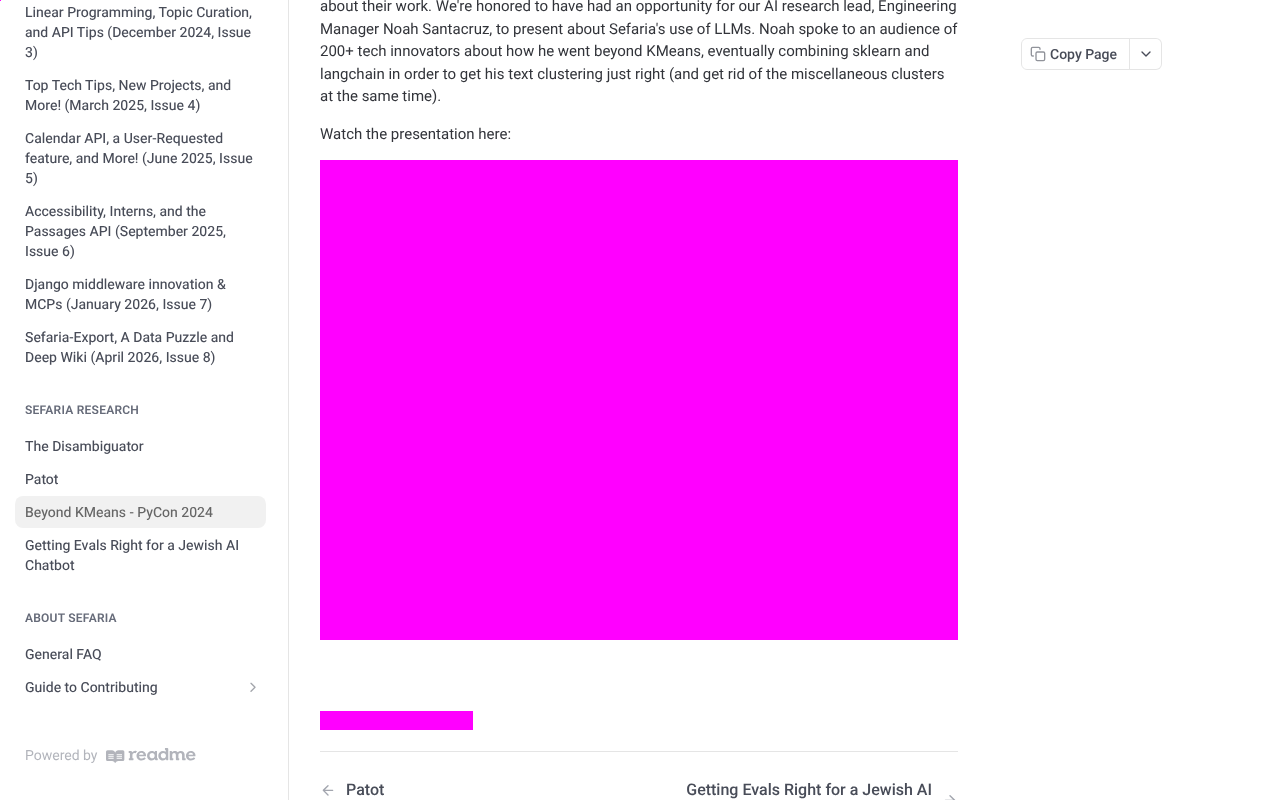 Linear Programming, Topic Curation,
and API Tips (December 2024, Issue
3)
Top Tech Tips, New Projects, and
More! (March 2025, Issue 4)
Calendar API, a User-Requested
feature, and More! (June 2025, Issue
5)
Accessibility, Interns, and the
Passages API (September 2025,
Issue 6)
Django middleware innovation &
MCPs (January 2026, Issue 7)
Sefaria-Export, A Data Puzzle and
Deep Wiki (April 2026, Issue 8)
SEFARIA RESEARCH
The Disambiguator
Patot
Beyond KMeans - PyCon 2024
Getting Evals Right for a Jewish AI
Chatbot
ABOUT SEFARIA
General FAQ
Guide to Contributing
Powered by readme
about their work. We're honored to have had an opportunity for our AI research lead, Engineering
Manager Noah Santacruz, to present about Sefaria's use of LLMs. Noah spoke to an audience of
200+ tech innovators about how he went beyond KMeans, eventually combining sklearn and
langchain in order to get his text clustering just right (and get rid of the miscellaneous clusters
at the same time).
Watch the presentation here:
Patot
Getting Evals Right for a Jewish AI
Copy Page